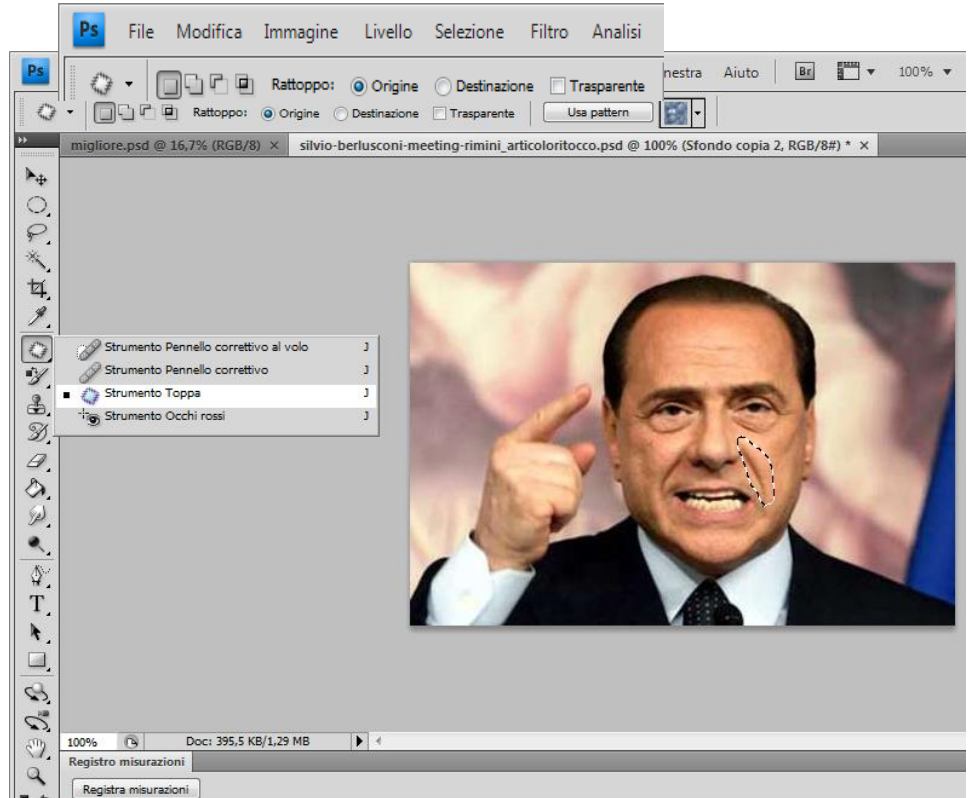 Ps File Modifica Immagine Livello Selezione Filtro Analisi
Rattoppo: Origine Destinazione Trasparente
Ps nestra Aiuto Br 100%
Rattoppo: Origine Destinazione Trasparente Usa pattern
migliore.psd @ 16,7% (RGB/8) × silvio-berlusconi-meeting-rimini_articoloritocco.psd @ 100% (Sfondo copia 2, RGB/8#) * ×
Strumento Pennello correttivo al volo J
Strumento Pennello correttivo J
Strumento Toppa J
Strumento Occhi rossi J
T
100% Doc: 395,5 KB/1,29 MB
Registro misurazioni
Registra misurazioni